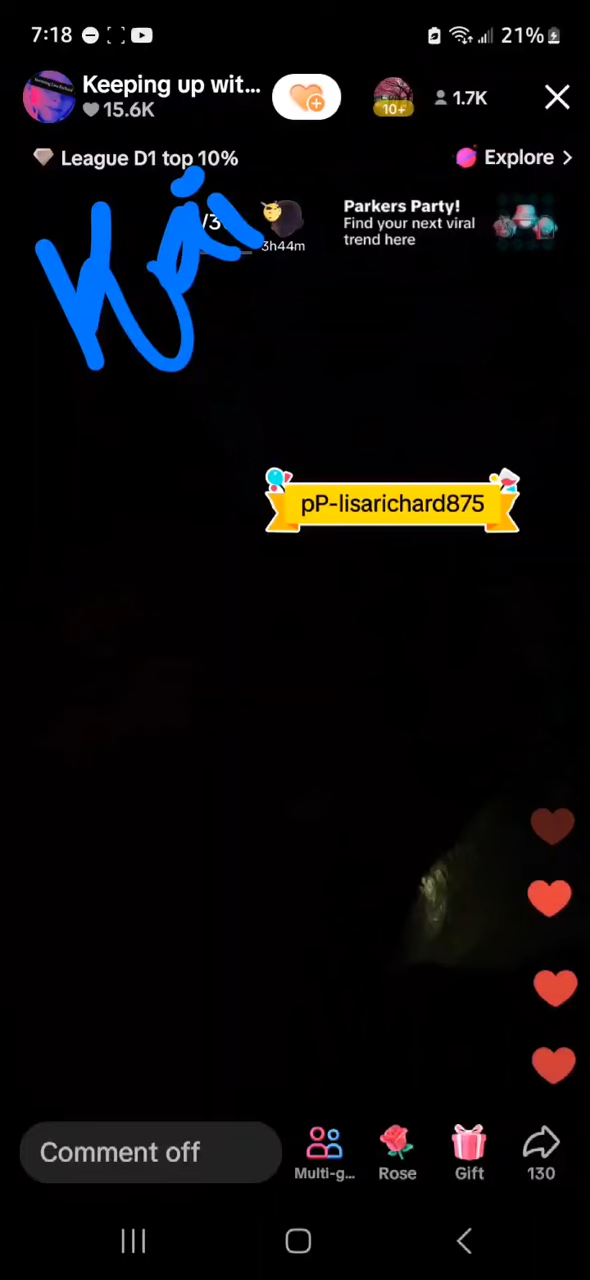 7:18 21%
Keeping up wit...
15.6K
10+
1.7K
League D1 top 10%
Explore >
/3
3h44m
Parkers Party!
Find your next viral
trend here
pP-lisarichard875
Comment off
Multi-g...
Rose
Gift
130